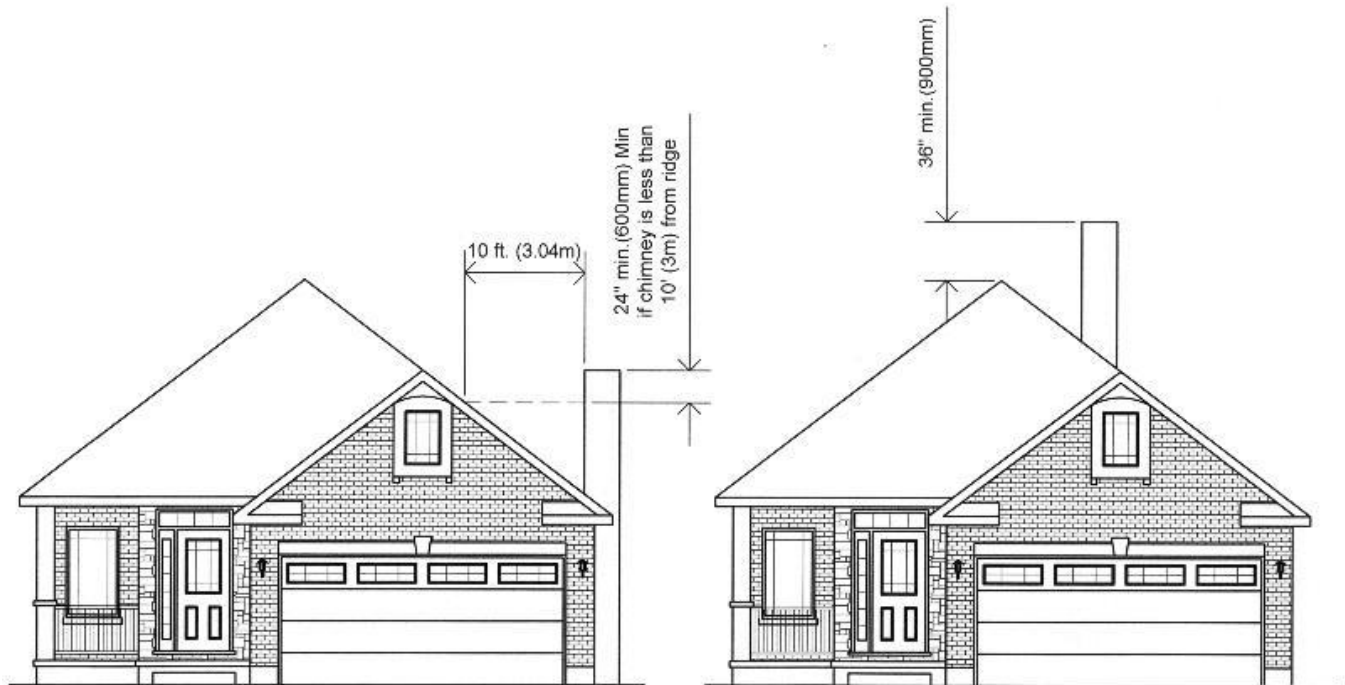 10 ft. (3.04m)
24" min.(600mm) Min
if chimney is less than
10' (3m) from ridge
36" min.(900mm)